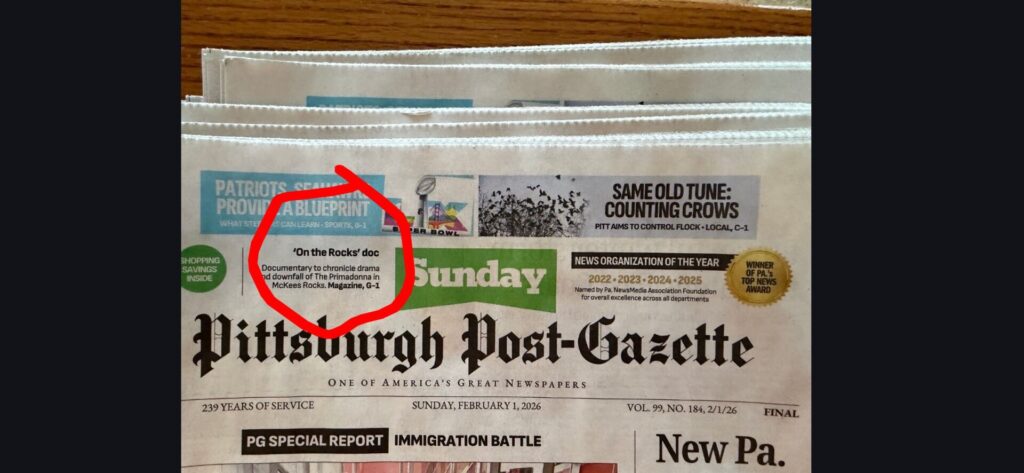 PATRIOTS,
PROVIDE A BLUEPRINT
WHAT CAN LEARN • SPORTS,
SUPER BOWL
SAME OLD TUNE:
COUNTING CROWS
PITT AIMS TO CONTROL FLOCK • LOCAL, C-1
SHOPPING
SAVINGS
INSIDE
'On the Rocks' doc
Documentary to chronicle drama
and downfall of The Primadonna in
McKees Rocks. Magazine, G-1
Sunday
NEWS ORGANIZATION OF THE YEAR
2022 • 2023 • 2024 • 2025
Named by Pa. NewsMedia Association Foundation
for overall excellence across all departments
WINNER
OF PA.'s
TOP NEWS
AWARD
Pittsburgh Post-Gazette
ONE OF AMERICA'S GREAT NEWSPAPERS
239 YEARS OF SERVICE
SUNDAY, FEBRUARY 1, 2026
VOL. 99, NO. 184, 2/1/26
FINAL
PG SPECIAL REPORT IMMIGRATION BATTLE
New Pa.